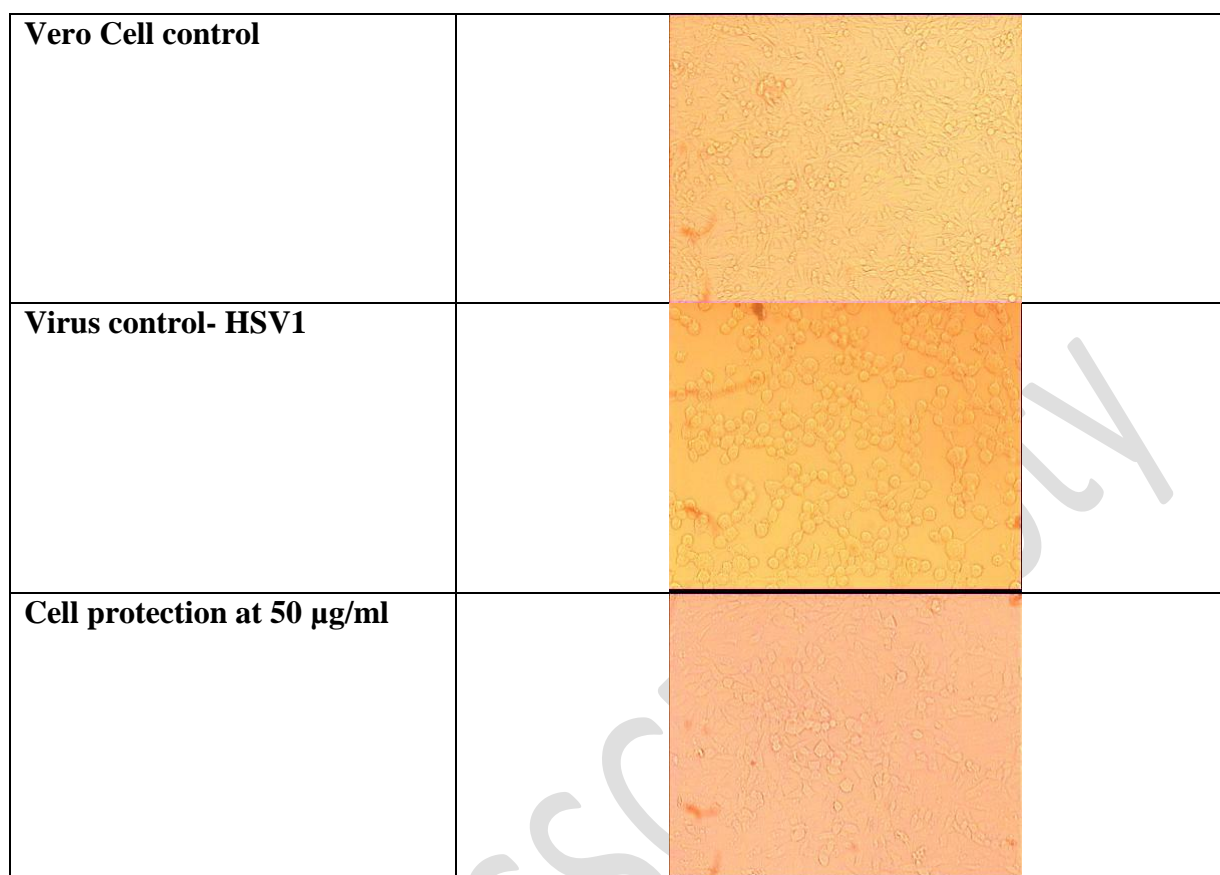 Vero Cell control
Virus control- HSV1
Cell protection at 50 µg/ml